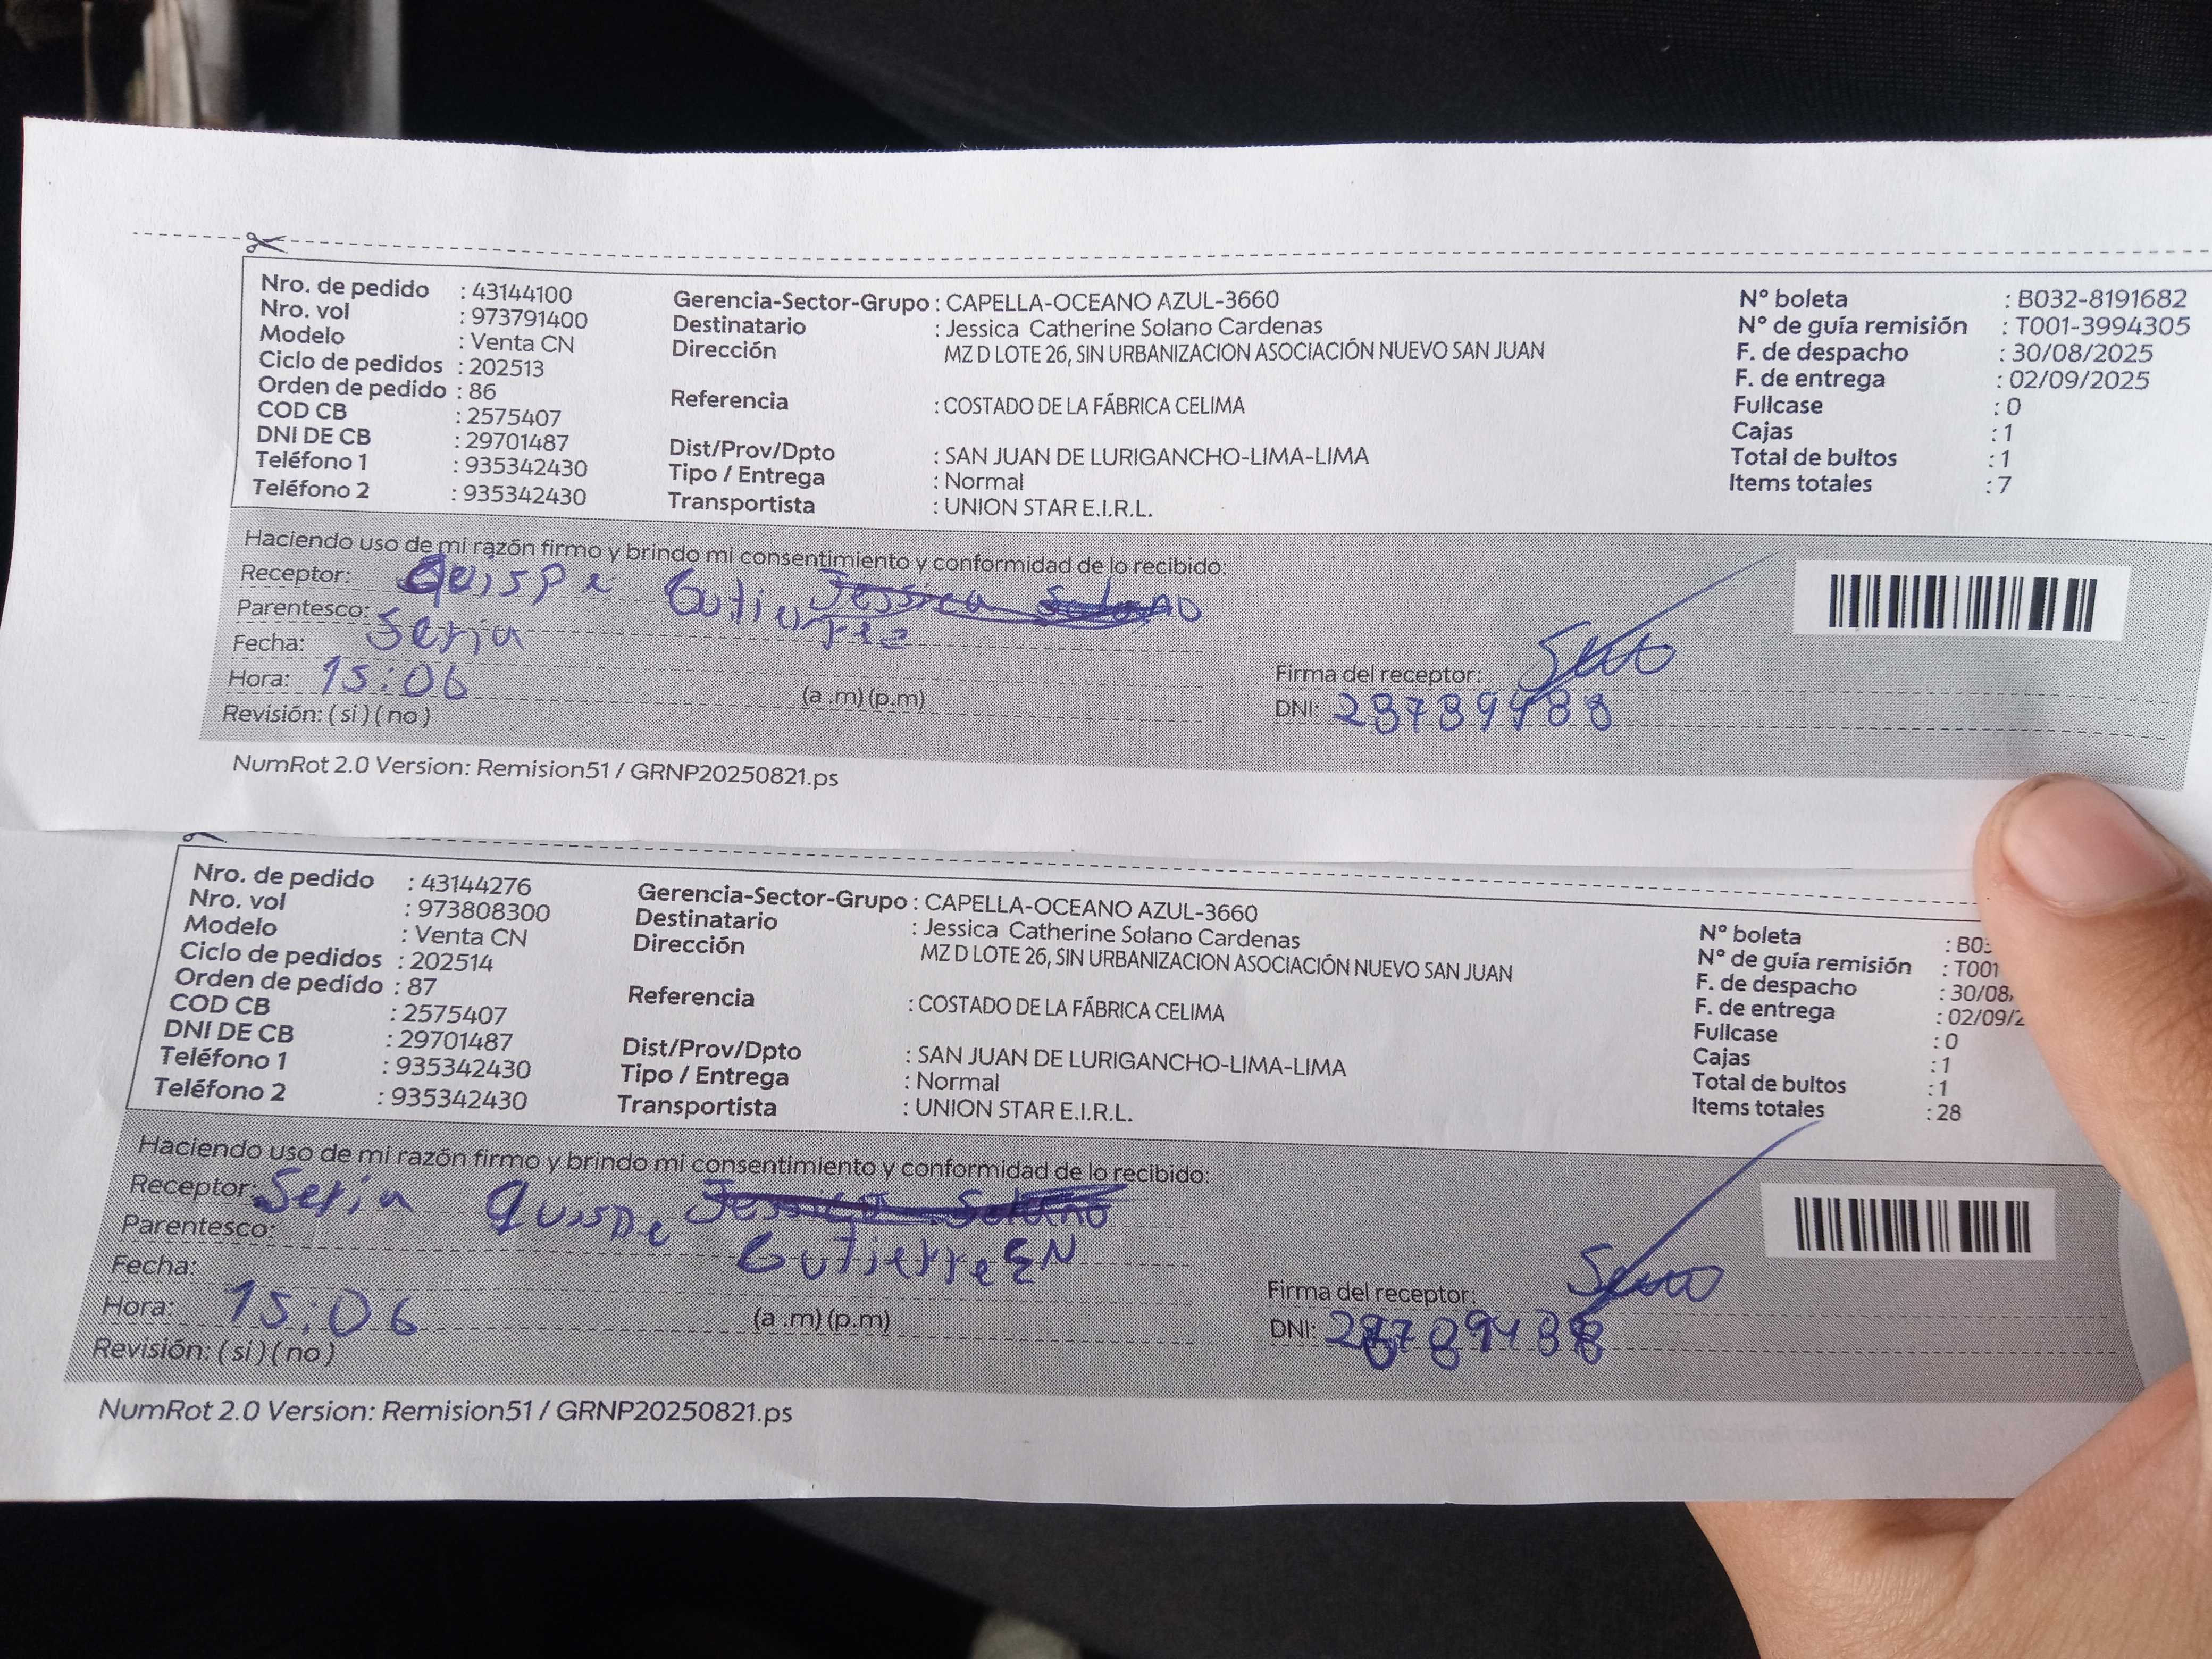 Nro. de pedido : 43144100
Nro. vol : 973791400
Modelo : Venta CN
Ciclo de pedidos : 202513
Orden de pedido : 86
COD CB : 2575407
DNI DE CB : 29701487
Teléfono 1 : 935342430
Teléfono 2 : 935342430
Gerencia-Sector-Grupo : CAPELLA-OCEANO AZUL-3660
Destinatario : Jessica Catherine Solano Cardenas
Dirección MZ D LOTE 26, SIN URBANIZACION ASOCIACIÓN NUEVO SAN JUAN
Referencia : COSTADO DE LA FÁBRICA CELIMA
Dist/Prov/Dpto : SAN JUAN DE LURIGANCHO-LIMA-LIMA
Tipo / Entrega : Normal
Transportista : UNION STAR E.I.R.L.
N° boleta : B032-8191682
N° de guía remisión : T001-3994305
F. de despacho : 30/08/2025
F. de entrega : 02/09/2025
Fullcase : 0
Cajas : 1
Total de bultos : 1
Items totales : 7
Haciendo uso de mi razón firmo y brindo mi consentimiento y conformidad de lo recibido:
Receptor: Quispe Gutierrez Jessica Solano
Parentesco:
Fecha:
Hora: 15:06 (a .m) (p.m)
Revisión: ( si ) ( no )
Firma del receptor:
DNI:
NumRot 2.0 Version: Remision51 / GRNP20250821.ps
Nro. de pedido : 43144276
Nro. vol : 973808300
Modelo : Venta CN
Ciclo de pedidos : 202514
Orden de pedido : 87
COD CB : 2575407
DNI DE CB : 29701487
Teléfono 1 : 935342430
Teléfono 2 : 935342430
Gerencia-Sector-Grupo : CAPELLA-OCEANO AZUL-3660
Destinatario : Jessica Catherine Solano Cardenas
Dirección MZ D LOTE 26, SIN URBANIZACION ASOCIACIÓN NUEVO SAN JUAN
Referencia : COSTADO DE LA FÁBRICA CELIMA
Dist/Prov/Dpto : SAN JUAN DE LURIGANCHO-LIMA-LIMA
Tipo / Entrega : Normal
Transportista : UNION STAR E.I.R.L.
N° boleta : B03
N° de guía remisión : T001
F. de despacho : 30/08/
F. de entrega : 02/09/2
Fullcase : 0
Cajas : 1
Total de bultos : 1
Items totales : 28
Haciendo uso de mi razón firmo y brindo mi consentimiento y conformidad de lo recibido:
Receptor: Quispe Jessica Solano
Parentesco:
Fecha:
Hora: 15:06 (a .m) (p.m)
Revisión: ( si ) ( no )
Firma del receptor:
DNI:
NumRot 2.0 Version: Remision51 / GRNP20250821.ps